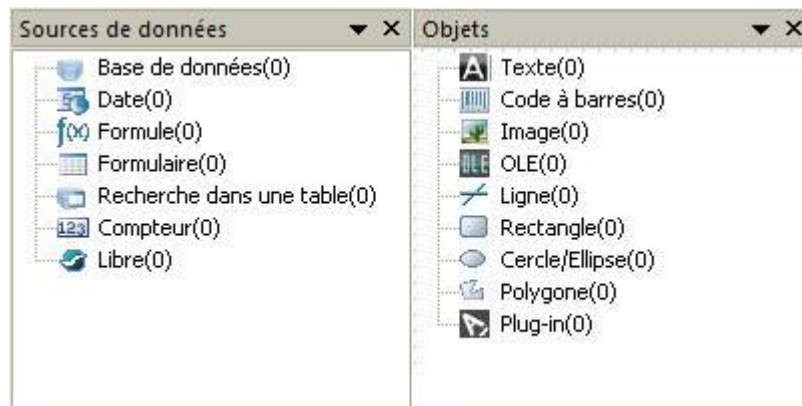 Sources de données
Base de données(0)
Date(0)
Formule(0)
Formulaire(0)
Recherche dans une table(0)
123 Compteur(0)
Libre(0)
Objets
A Texte(0)
Code à barres(0)
Image(0)
OLE OLE(0)
Ligne(0)
Rectangle(0)
Cercle/Ellipse(0)
Polygone(0)
A Plug-in(0)